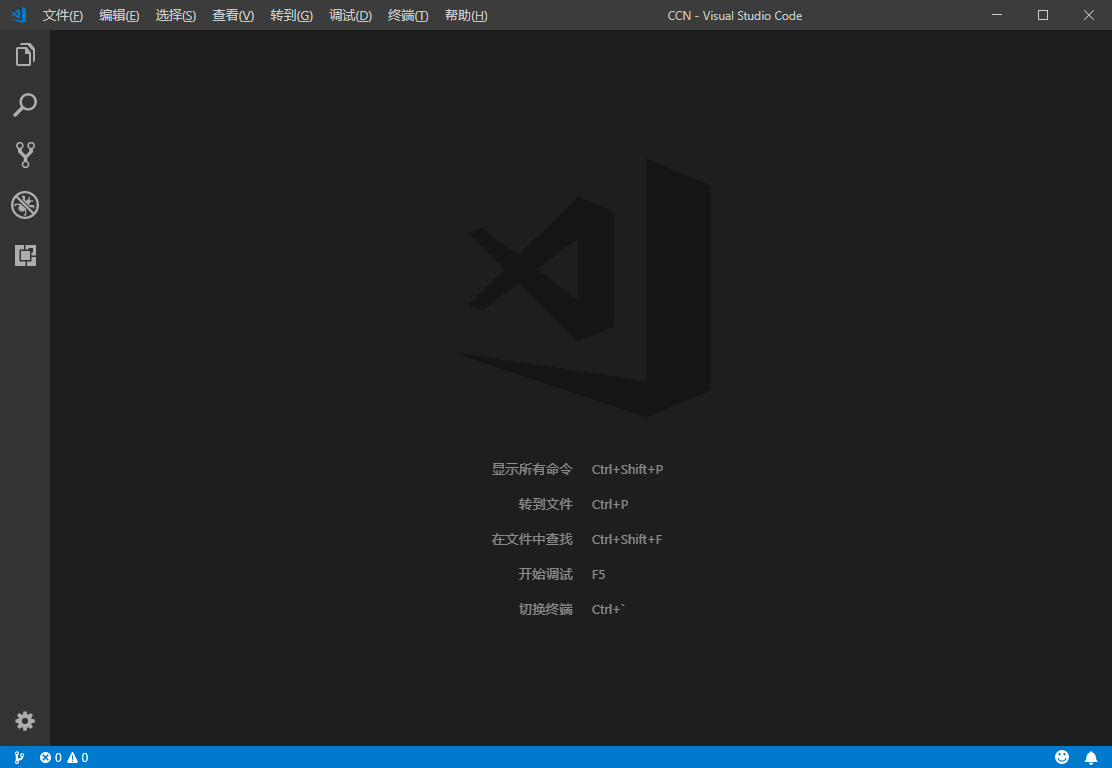 文件(F) 编辑(E) 选择(S) 查看(V) 转到(G) 调试(D) 终端(T) 帮助(H) CCN - Visual Studio Code
显示所有命令 Ctrl+Shift+P
转到文件 Ctrl+P
在文件中查找 Ctrl+Shift+F
开始调试 F5
切换终端 Ctrl+`
0 0